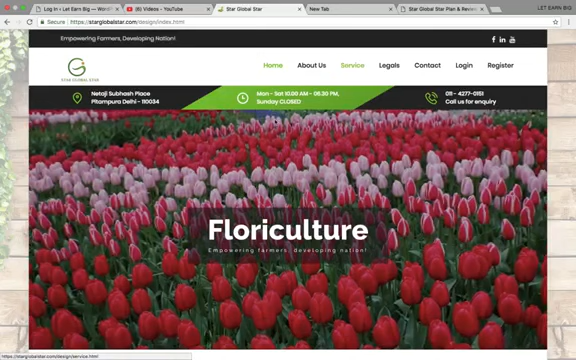 Log In ‹ Let Earn Big — WordPr
(6) Videos - YouTube
Star Global Star
New Tab
Star Global Star Plan & Review
LET EARN BIG
Secure
https://starglobalstar.com/design/index.html
Empowering Farmers, Developing Nation!
STAR GLOBAL STAR
Home
About Us
Service
Legals
Contact
Login
Register
Netaji Subhash Place
Pitampura Delhi - 110034
Mon - Sat 10.00 AM - 06.30 PM,
Sunday CLOSED
011 - 4277-0151
Call us for enquiry
Floriculture
Empowering farmers, developing nation!
https://starglobalstar.com/design/service.html